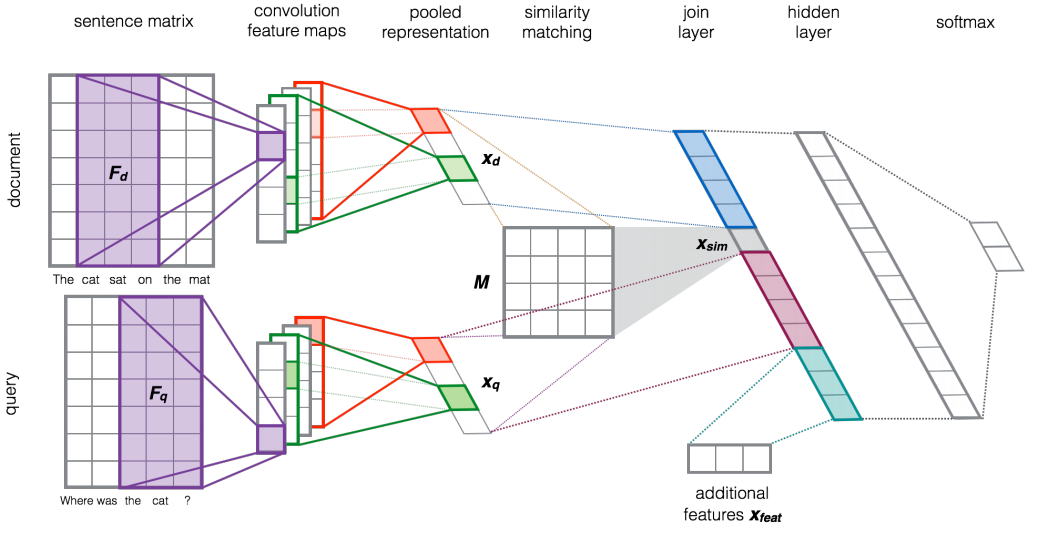 sentence matrix
convolution
feature maps
pooled
representation
similarity
matching
join
layer
hidden
layer
softmax
document
F_d
x_d
The cat sat on the mat
M
x_sim
query
F_q
x_q
Where was the cat ?
additional
features x_feat